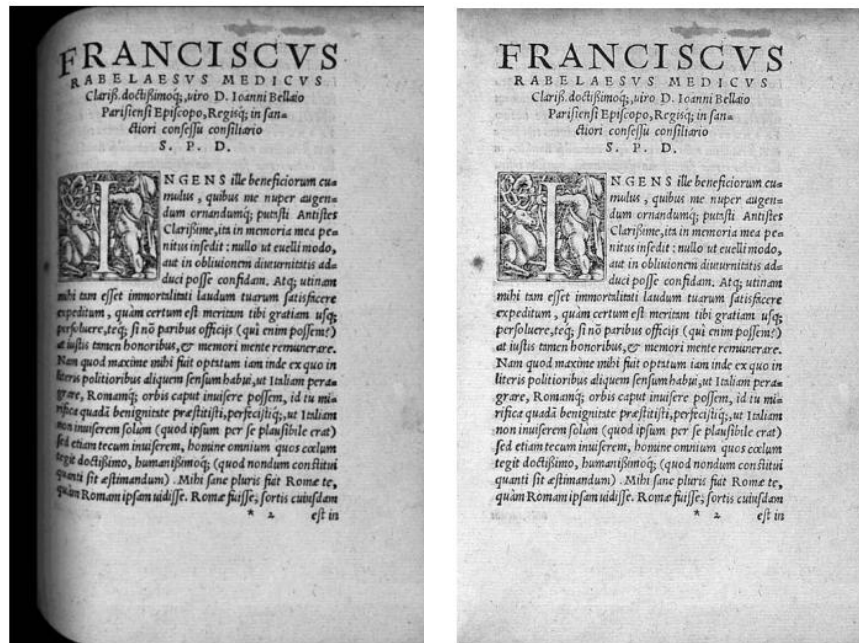 FRANCISCVS
RABELAESVS MEDICVS
Clariß. doctißimoq́;, uiro D. Ioanni Bellaio
Parisiensi Episcopo, Regisq́; in san=
ctiori consessu consiliario
S. P. D.
INGENS ille beneficiorum cu=
mulus, quibus me nuper augen=
dum ornandumq́; putasti Antistes
Clarißime, ita in memoria mea pe=
nitus insedit : nullo ut euelli modo,
aut in obliuionem diuturnitatis ad=
duci posse confidam. Atq; utinam
mihi tam esset immortalitati laudum tuarum satisfacere
expeditum, quàm certum est meritam tibi gratiam usq;
persoluere, teq́; si nõ paribus officijs (quì enim possem?)
at iustis tamen honoribus, & memori mente remunerare.
Nam quod maxime mihi fuit optatum iam inde ex quo in
literis politioribus aliquem sensum habui, ut Italiam pera=
grare, Romamq́; orbis caput inuisere possem, id tu mi=
rifica quadã benignitate præstitisti, perfecistiq́;, ut Italiam
non inuiserem solùm (quod ipsum per se plausibile erat)
sed etiam tecum inuiserem, homine omnium quos cœlum
tegit doctißimo, humanißimoq́; (quod nondum constitui
quanti sit æstimandum). Mihi sane pluris fuit Romæ te,
quàm Romam ipsam uidisse. Romæ fuisse, sortis cuiusdam
* 2 est in
FRANCISCVS
RABELAESVS MEDICVS
Clariß. doctißimoq́;, uiro D. Ioanni Bellaio
Parisiensi Episcopo, Regisq́; in san=
ctiori consessu consiliario
S. P. D.
INGENS ille beneficiorum cu=
mulus, quibus me nuper augen=
dum ornandumq́; putasti Antistes
Clarißime, ita in memoria mea pe=
nitus insedit : nullo ut euelli modo,
aut in obliuionem diuturnitatis ad=
duci posse confidam. Atq; utinam
mihi tam esset immortalitati laudum tuarum satisfacere
expeditum, quàm certum est meritam tibi gratiam usq;
persoluere, teq́; si nõ paribus officijs (quì enim possem?)
at iustis tamen honoribus, & memori mente remunerare.
Nam quod maxime mihi fuit optatum iam inde ex quo in
literis politioribus aliquem sensum habui, ut Italiam pera=
grare, Romamq́; orbis caput inuisere possem, id tu mi=
rifica quadã benignitate præstitisti, perfecistiq́;, ut Italiam
non inuiserem solùm (quod ipsum per se plausibile erat)
sed etiam tecum inuiserem, homine omnium quos cœlum
tegit doctißimo, humanißimoq́; (quod nondum constitui
quanti sit æstimandum). Mihi sane pluris fuit Romæ te,
quàm Romam ipsam uidisse. Romæ fuisse, sortis cuiusdam
* 2 est in